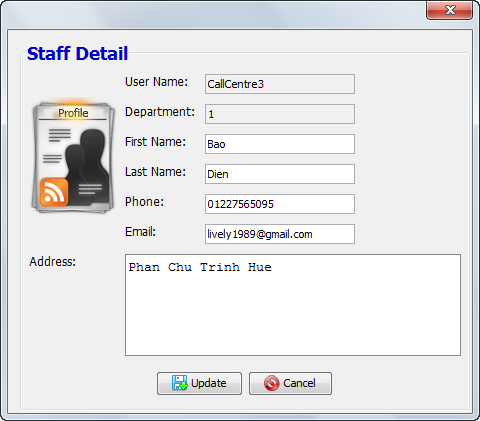 Staff Detail
Profile
User Name: CallCentre3
Department: 1
First Name: Bao
Last Name: Dien
Phone: 01227565095
Email: lively1989@gmail.com
Address: Phan Chu Trinh Hue
Update Cancel